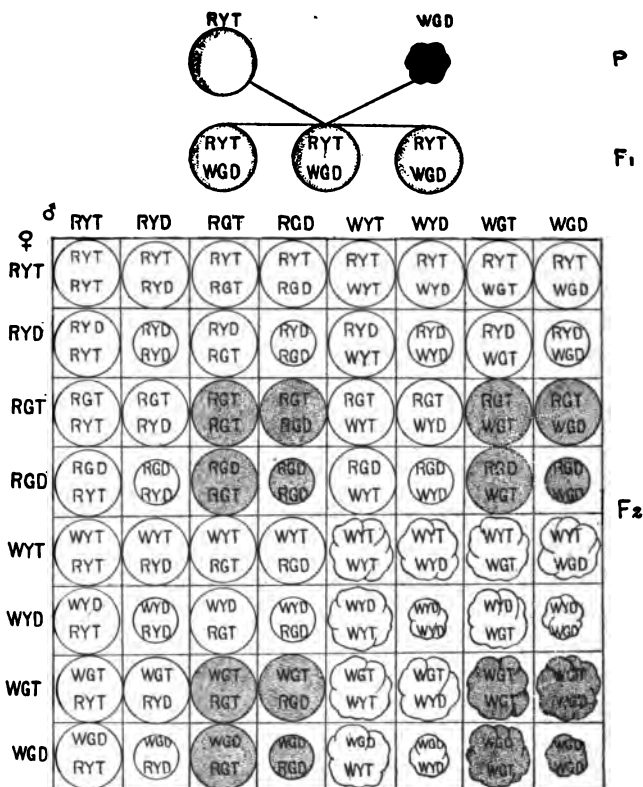 RYT WGD P
RYT RYT RYT F1
WGD WGD WGD
♂ RYT RYD RGT RGD WYT WYD WGT WGD
♀
RYT RYT RYT RYT RYT RYT RYT RYT RYT
RYT RYD RGT RGD WYT WYD WGT WGD
RYD RYD RYD RYD RYD RYD RYD RYD RYD
RYT RYD RGT RGD WYT WYD WGT WGD
RGT RGT RGT RGT RGT RGT RGT RGT RGT
RYT RYD RGT RGD WYT WYD WGT WGD
RGD RGD RGD RGD RGD RGD RGD RGD RGD
RYT RYD RGT RGD WYT WYD WGT WGD
F2
WYT WYT WYT WYT WYT WYT WYT WYT WYT
RYT RYD RGT RGD WYT WYD WGT WGD
WYD WYD WYD WYD WYD WYD WYD WYD WYD
RYT RYD RGT RGD WYT WYD WGT WGD
WGT WGT WGT WGT WGT WGT WGT WGT WGT
RYT RYD RGT RGD WYT WYD WGT WGD
WGD WGD WGD WGD WGD WGD WGD WGD WGD
RYT RYD RGT RGD WYT WYD WGT WGD